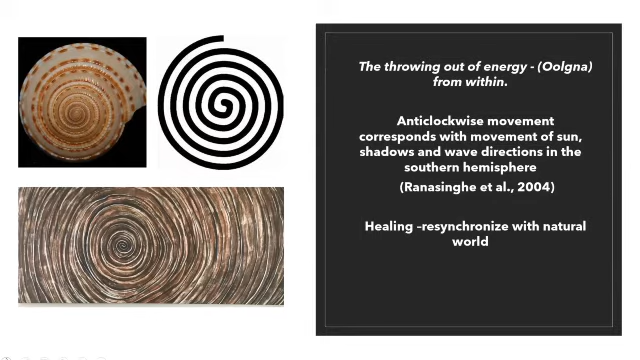 The throwing out of energy - (Oolgna)
from within.
Anticlockwise movement
corresponds with movement of sun,
shadows and wave directions in the
southern hemisphere
(Ranasinghe et al., 2004)
Healing –resynchronize with natural
world